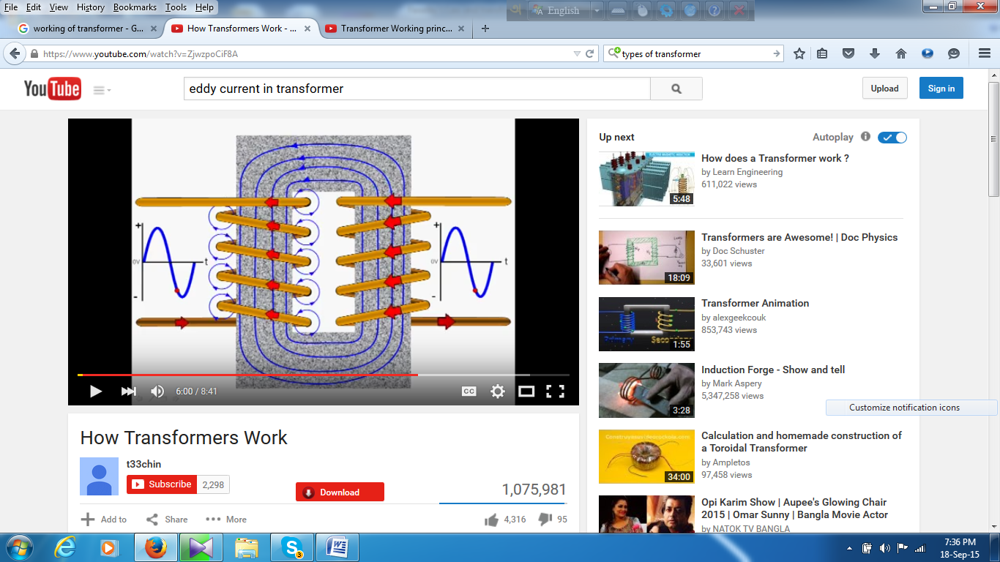 File Edit View History Bookmarks Tools Help
English
working of transformer - G...
How Transformers Work - ...
Transformer Working princ...
https://www.youtube.com/watch?v=ZjwzpoCiF8A
types of transformer
YouTube
eddy current in transformer
Upload
Sign in
+
0V
t
-
+
0V
t
-
6:00 / 8:41
CC
How Transformers Work
t33chin
Subscribe 2,298
Download
1,075,981
Add to
Share
More
4,316
95
Up next
Autoplay
How does a Transformer work ?
by Learn Engineering
611,022 views
5:48
Transformers are Awesome! | Doc Physics
by Doc Schuster
33,601 views
18:09
Transformer Animation
by alexgeekcouk
853,743 views
Primary
1:55
Induction Forge - Show and tell
by Mark Aspery
5,347,258 views
3:28
Customize notification icons
Calculation and homemade construction of
a Toroidal Transformer
by Ampletos
97,458 views
34:00
Opi Karim Show | Aupee's Glowing Chair
2015 | Omar Sunny | Bangla Movie Actor
by NATOK TV BANGLA
3
7:36 PM
18-Sep-15